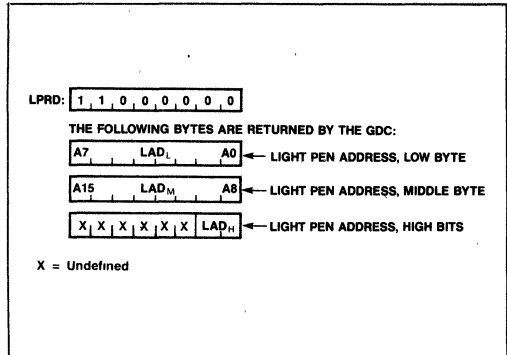 LPRD: 1 1 0 0 0 0 0 0
THE FOLLOWING BYTES ARE RETURNED BY THE GDC:
A7 LADL A0 LIGHT PEN ADDRESS, LOW BYTE
A15 LADM A8 LIGHT PEN ADDRESS, MIDDLE BYTE
X X X X X X LADH LIGHT PEN ADDRESS, HIGH BITS
X = Undefined